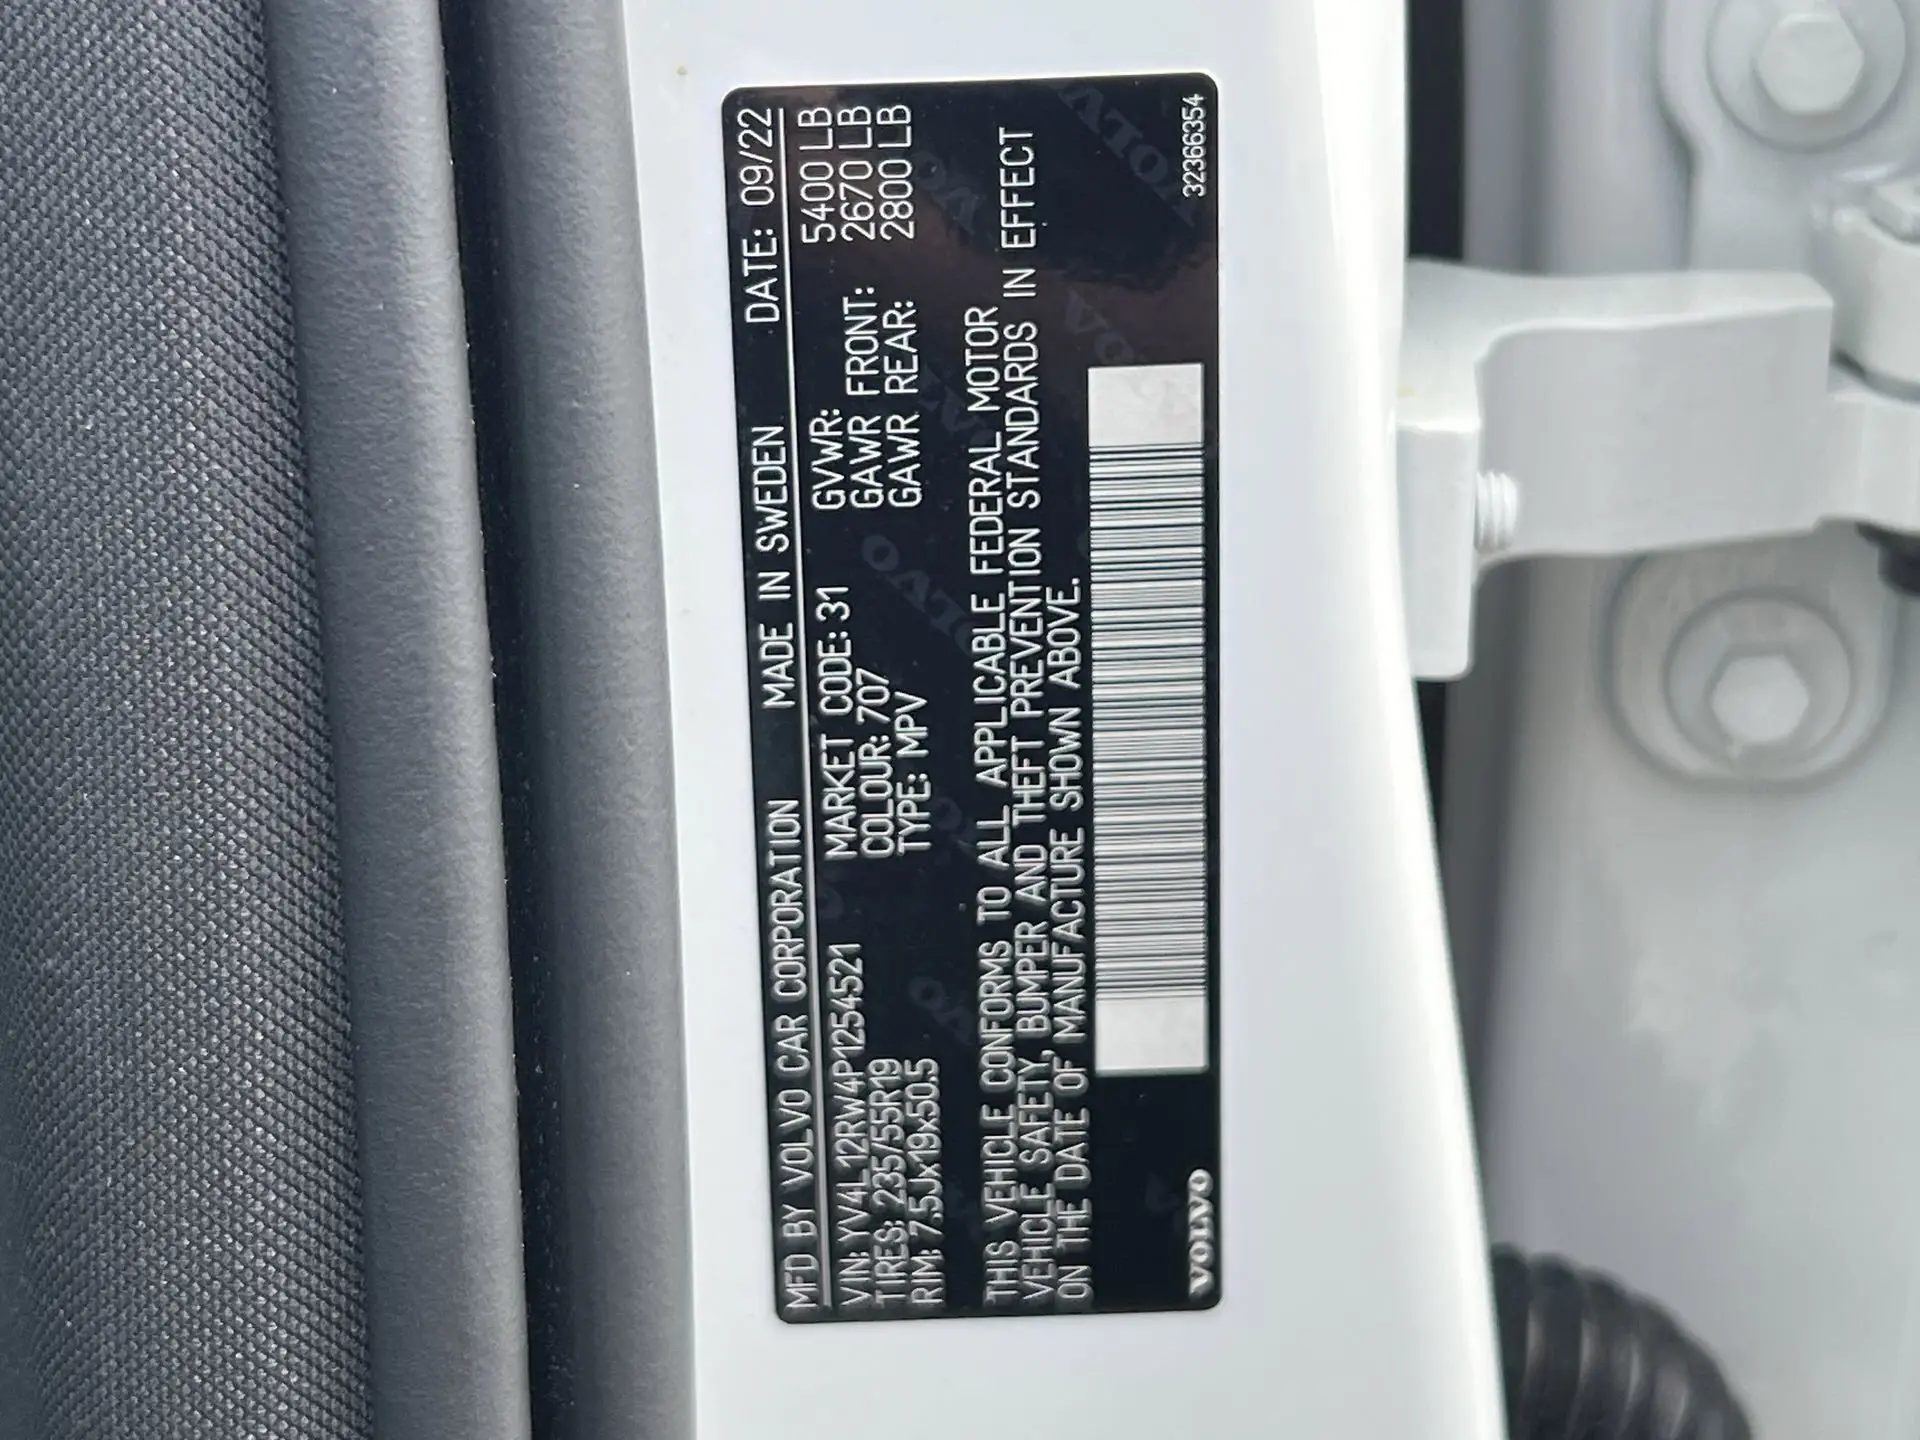 MFD BY VOLVO CAR CORPORATION MADE IN SWEDEN DATE: 09/22
VIN: YV4L12RW4P1254521 MARKET CODE: 31 GVWR: 5400 LB
TIRES: 235/55R19 COLOUR: 707 GAWR FRONT: 2670 LB
RIM: 7.5Jx19x50.5 TYPE: MPV GAWR REAR: 2800 LB
THIS VEHICLE CONFORMS TO ALL APPLICABLE FEDERAL MOTOR
VEHICLE SAFETY, BUMPER AND THEFT PREVENTION STANDARDS IN EFFECT
ON THE DATE OF MANUFACTURE SHOWN ABOVE.
VOLVO 32366354